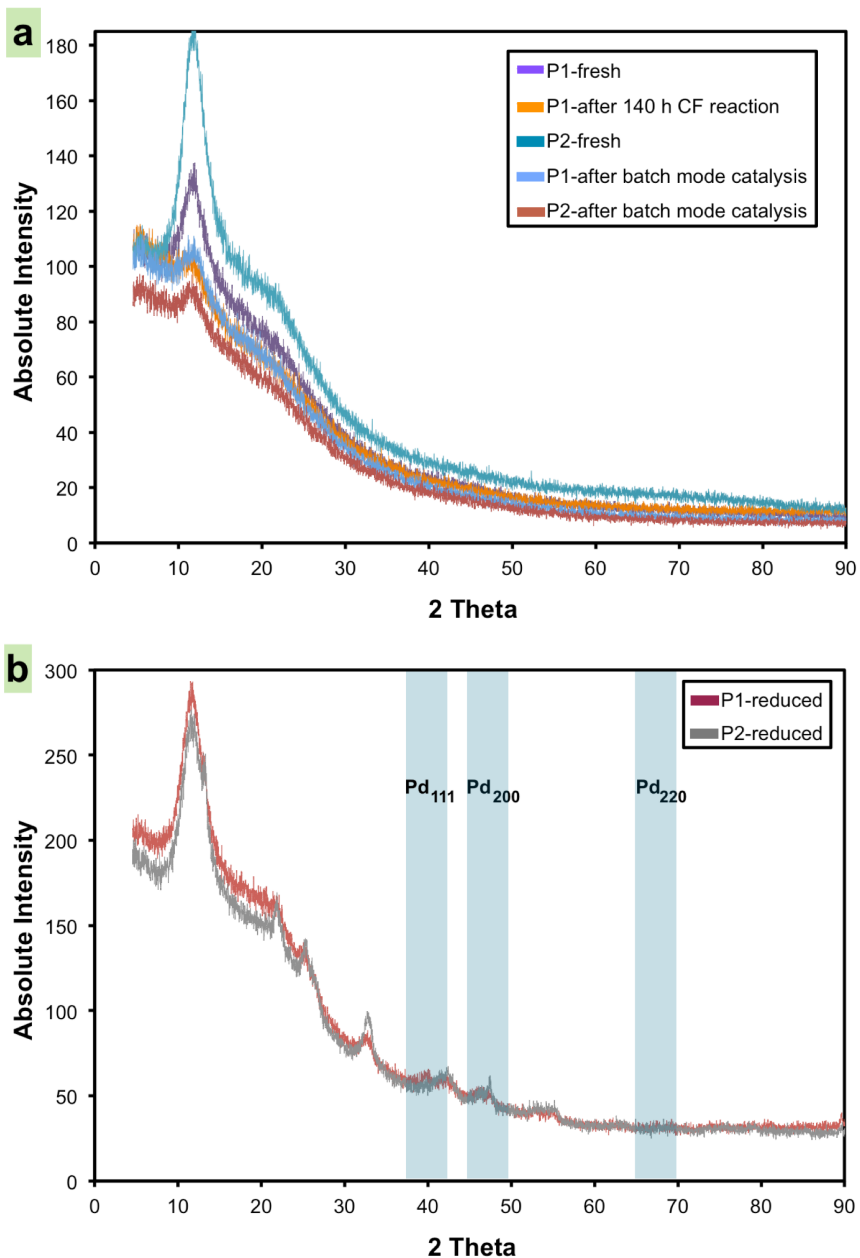 a
180
160
140
120
100
80
60
40
20
0
Absolute Intensity
P1-fresh
P1-after 140 h CF reaction
P2-fresh
P1-after batch mode catalysis
P2-after batch mode catalysis
0 10 20 30 40 50 60 70 80 90
2 Theta
b
300
250
200
150
100
50
0
Absolute Intensity
P1-reduced
P2-reduced
Pd111 Pd200 Pd220
0 10 20 30 40 50 60 70 80 90
2 Theta